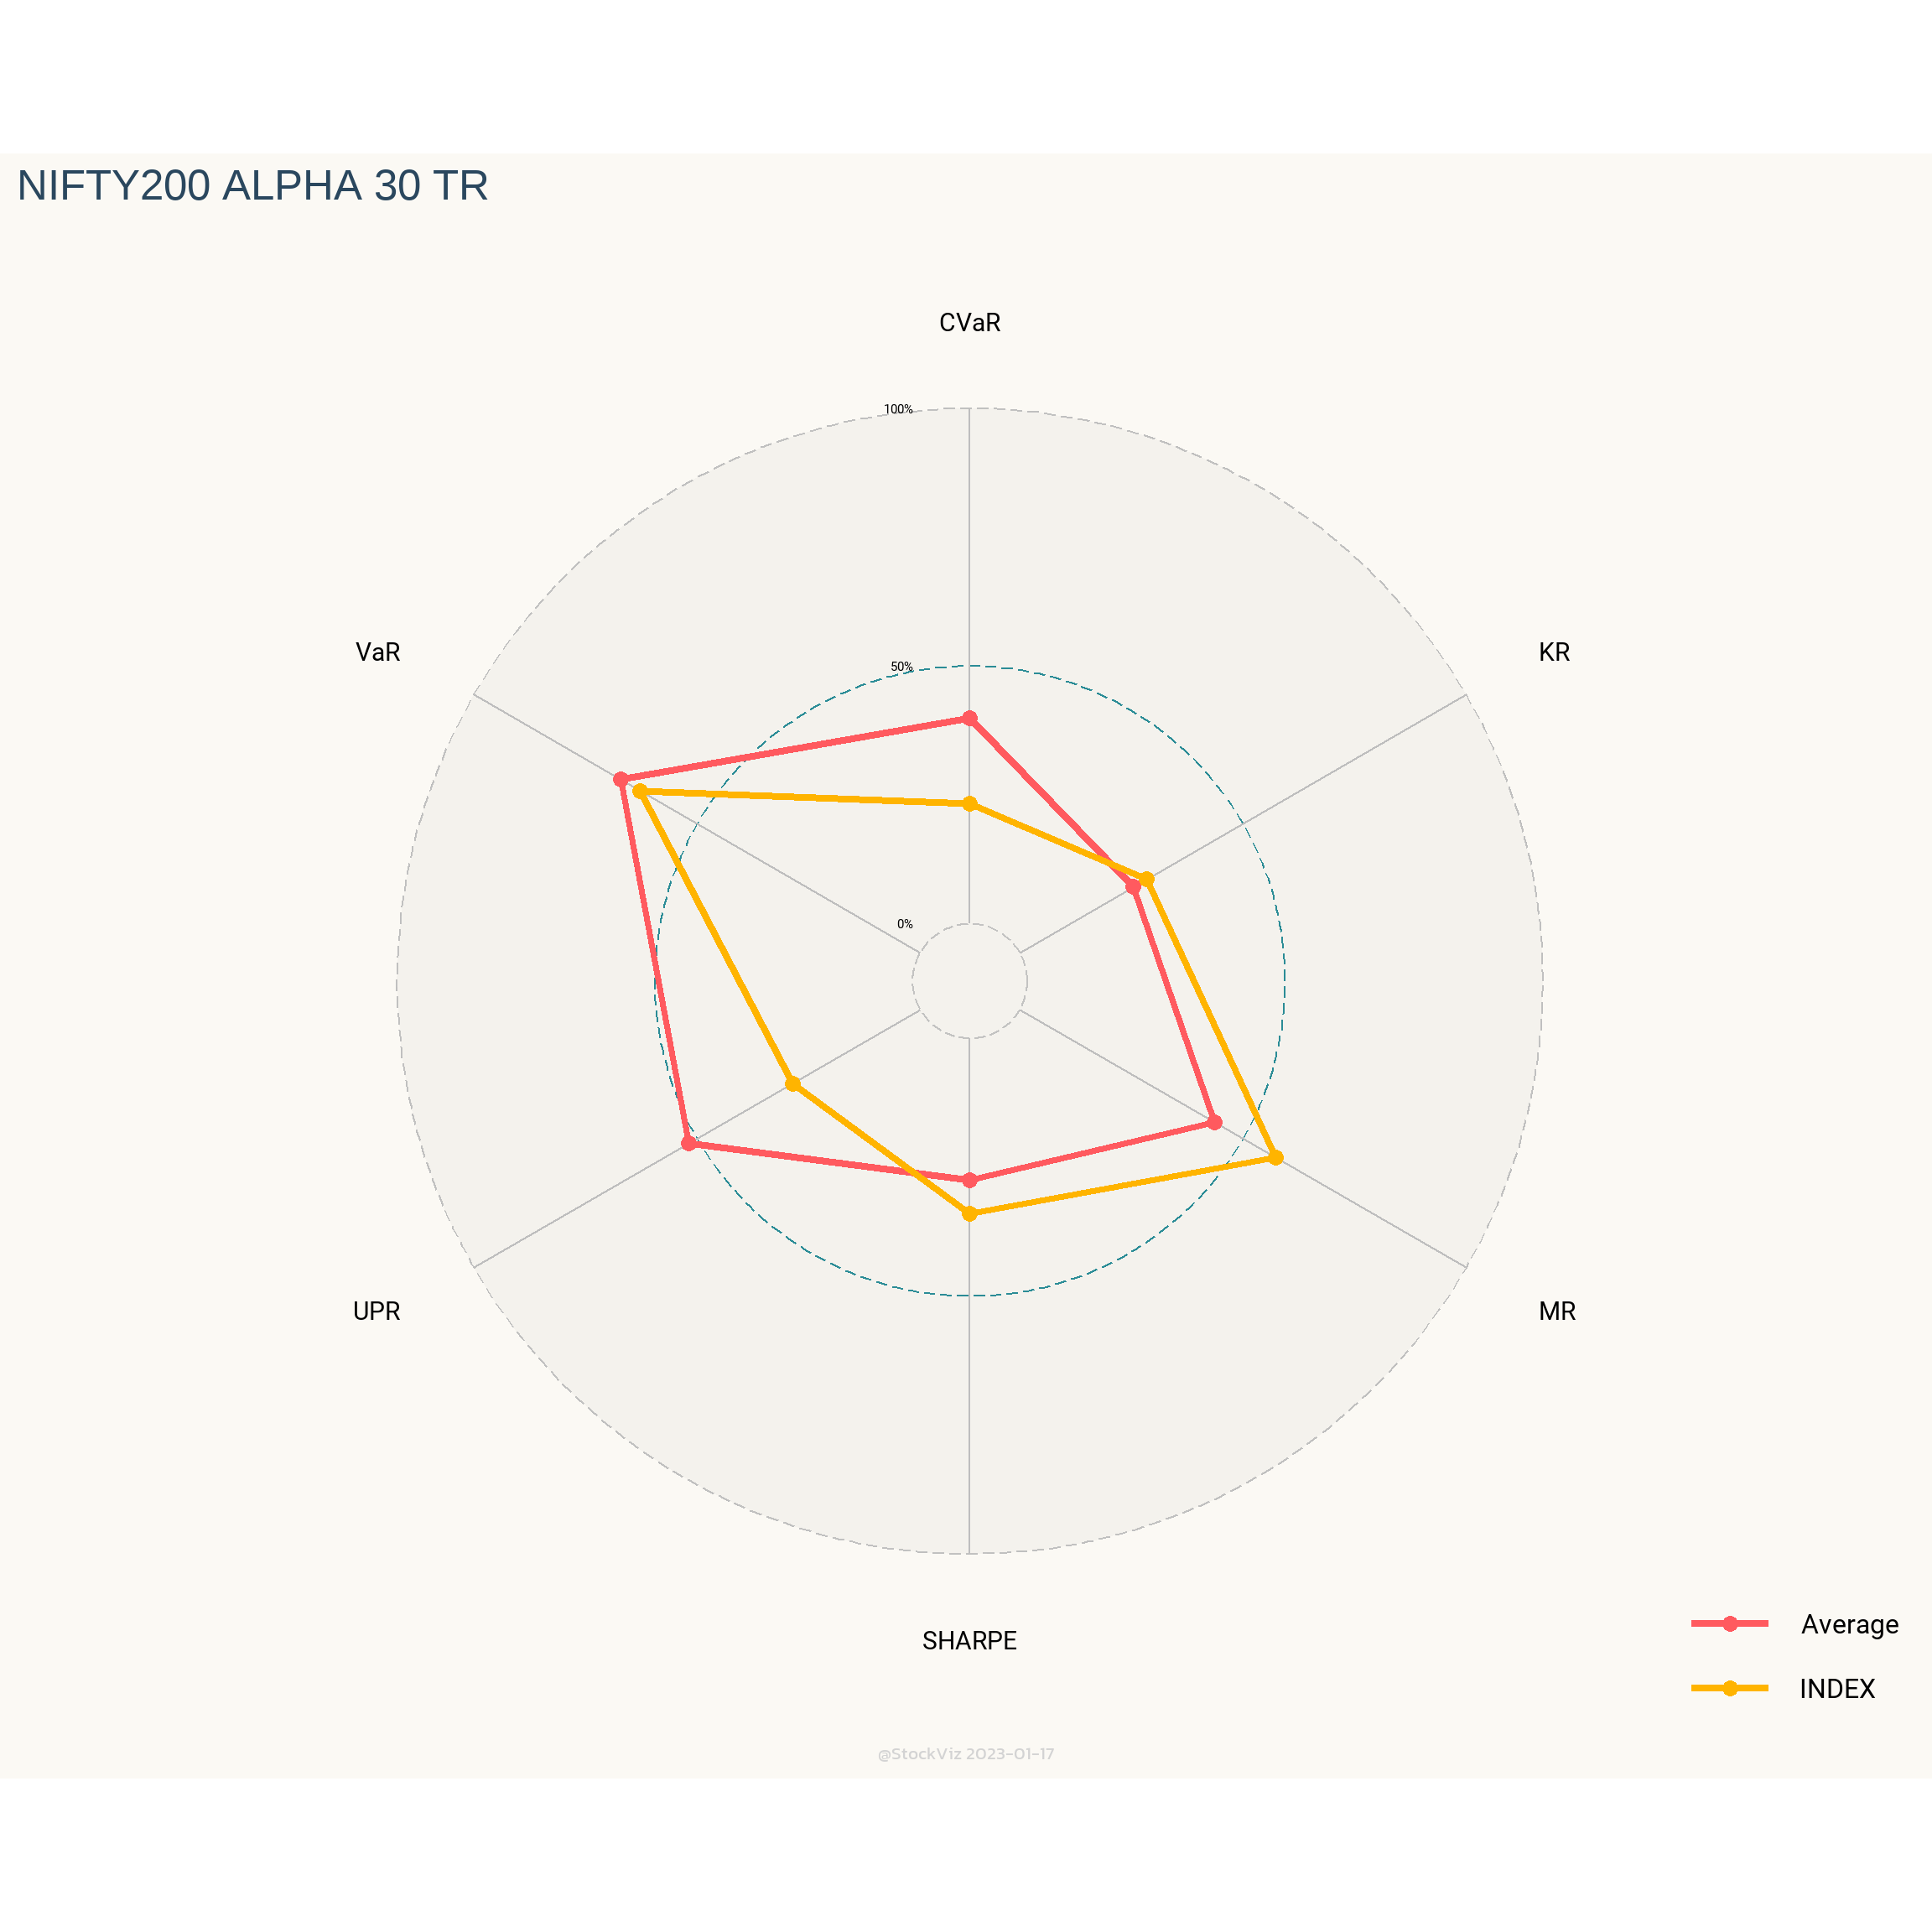 NIFTY200 ALPHA 30 TR
CVaR
100%
VaR
KR
50%
0%
UPR
MR
SHARPE
Average
INDEX
@StockViz 2023-01-17